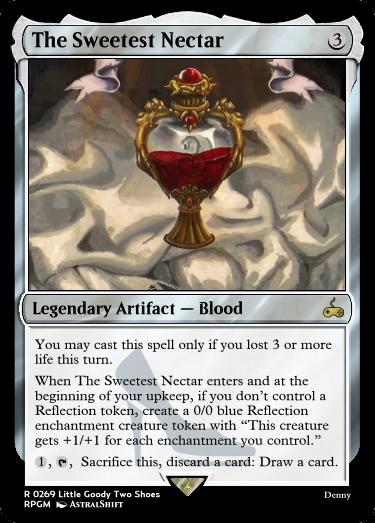 The Sweetest Nectar 3
Legendary Artifact — Blood
You may cast this spell only if you lost 3 or more
life this turn.
When The Sweetest Nectar enters and at the
beginning of your upkeep, if you don't control a
Reflection token, create a 0/0 blue Reflection
enchantment creature token with “This creature
gets +1/+1 for each enchantment you control.”
1, , Sacrifice this, discard a card: Draw a card.
R 0269 Little Goody Two Shoes
RPGM AstralShift
Denny